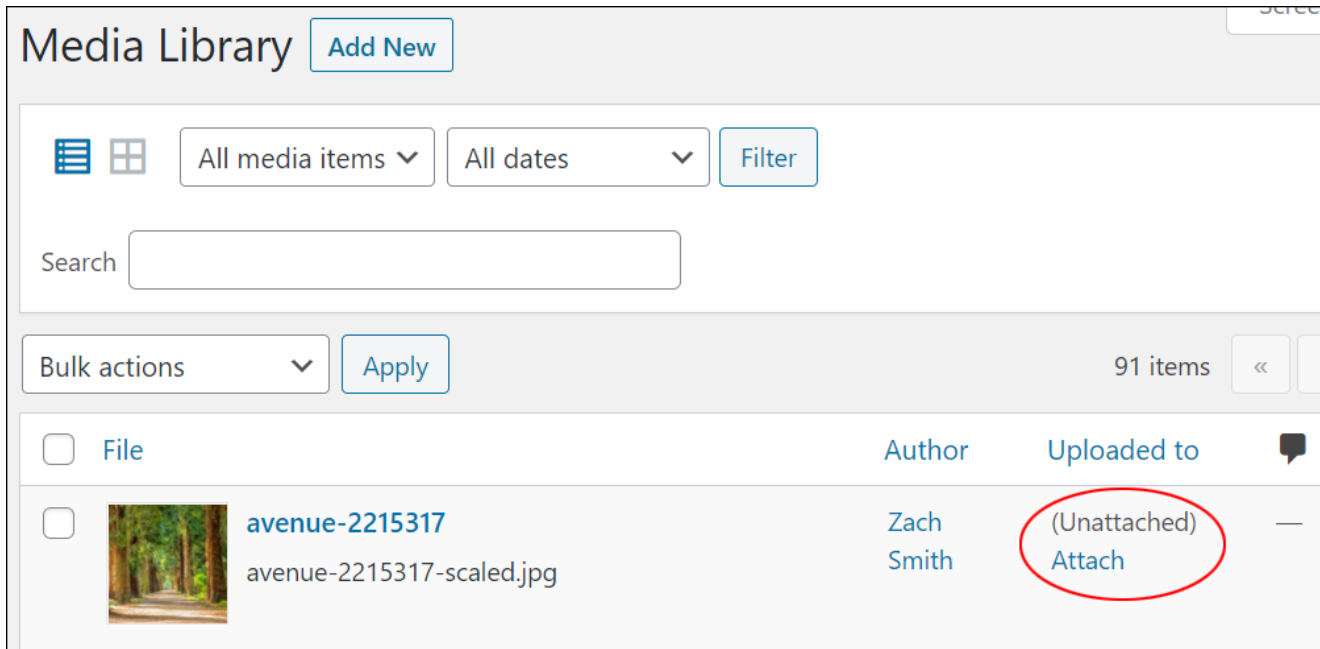 Media Library Add New
All media items All dates Filter
Search
Bulk actions Apply 91 items «
File Author Uploaded to
avenue-2215317 Zach (Unattached)
avenue-2215317-scaled.jpg Smith Attach
—